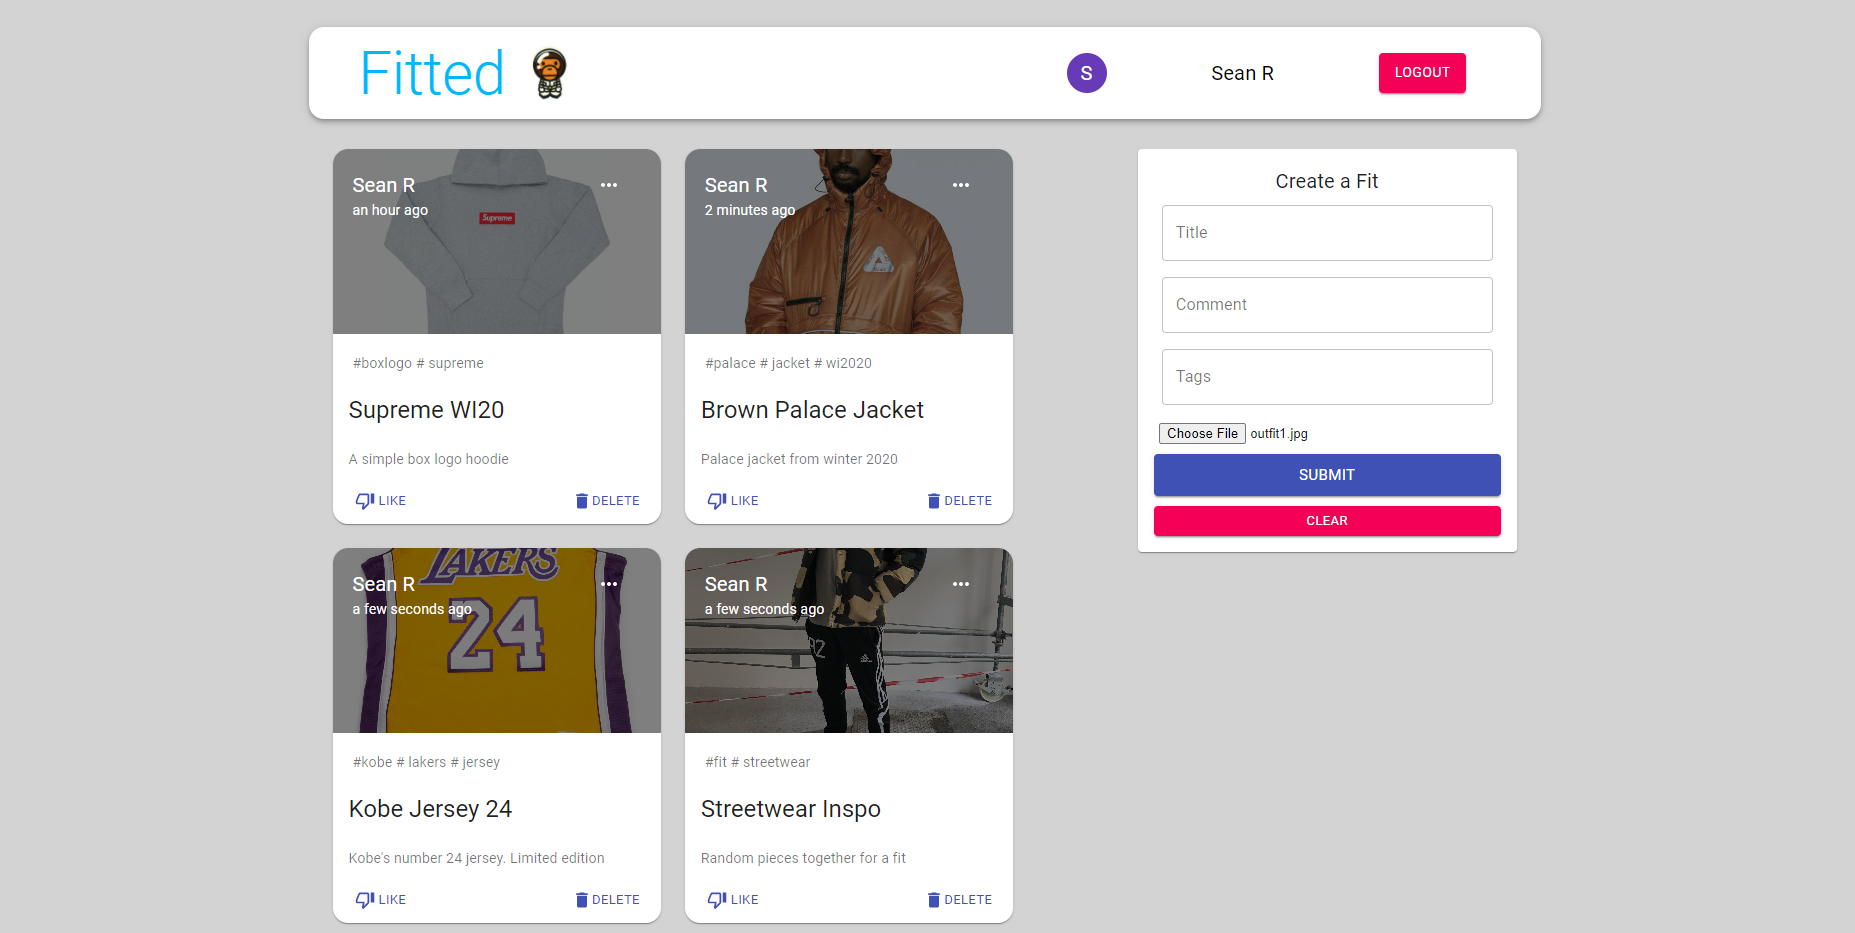 Fitted
S
Sean R
LOGOUT
Sean R
an hour ago
Supreme
#boxlogo # supreme
Supreme WI20
A simple box logo hoodie
LIKE
DELETE
Sean R
2 minutes ago
#palace # jacket # wi2020
Brown Palace Jacket
Palace jacket from winter 2020
LIKE
DELETE
Sean R
a few seconds ago
LAKERS
24
#kobe # lakers # jersey
Kobe Jersey 24
Kobe's number 24 jersey. Limited edition
LIKE
DELETE
Sean R
a few seconds ago
adidas
#fit # streetwear
Streetwear Inspo
Random pieces together for a fit
LIKE
DELETE
Create a Fit
Title
Comment
Tags
Choose File outfit1.jpg
SUBMIT
CLEAR